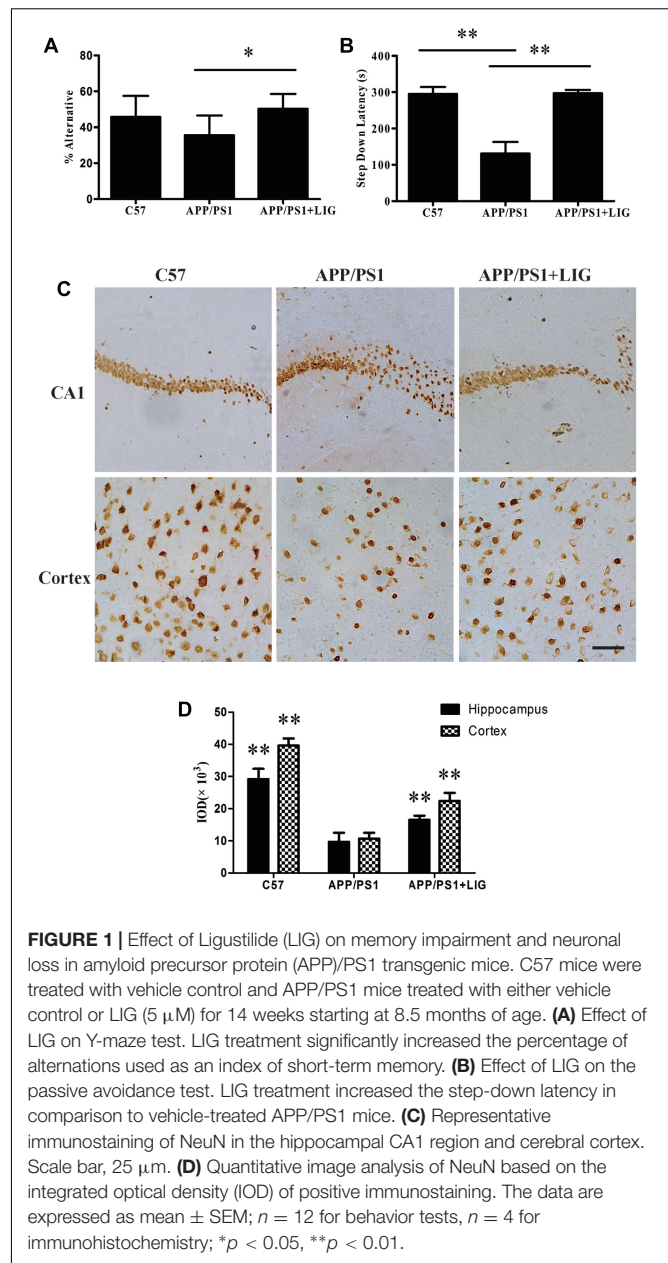 A
*
80
60
40
20
0
% Alternative
C57
APP/PS1
APP/PS1+LIG
B
**
**
400
300
200
100
0
Step Down Latency (s)
C57
APP/PS1
APP/PS1+LIG
C
C57
APP/PS1
APP/PS1+LIG
CA1
Cortex
D
50
40
30
20
10
0
IOD(× 10³)
**
**
**
**
Hippocampus
Cortex
C57
APP/PS1
APP/PS1+LIG
FIGURE 1 | Effect of Ligustilide (LIG) on memory impairment and neuronal
loss in amyloid precursor protein (APP)/PS1 transgenic mice. C57 mice were
treated with vehicle control and APP/PS1 mice treated with either vehicle
control or LIG (5 μM) for 14 weeks starting at 8.5 months of age. (A) Effect of
LIG on Y-maze test. LIG treatment significantly increased the percentage of
alternations used as an index of short-term memory. (B) Effect of LIG on the
passive avoidance test. LIG treatment increased the step-down latency in
comparison to vehicle-treated APP/PS1 mice. (C) Representative
immunostaining of NeuN in the hippocampal CA1 region and cerebral cortex.
Scale bar, 25 μm. (D) Quantitative image analysis of NeuN based on the
integrated optical density (IOD) of positive immunostaining. The data are
expressed as mean ± SEM; n = 12 for behavior tests, n = 4 for
immunohistochemistry; *p < 0.05, **p < 0.01.